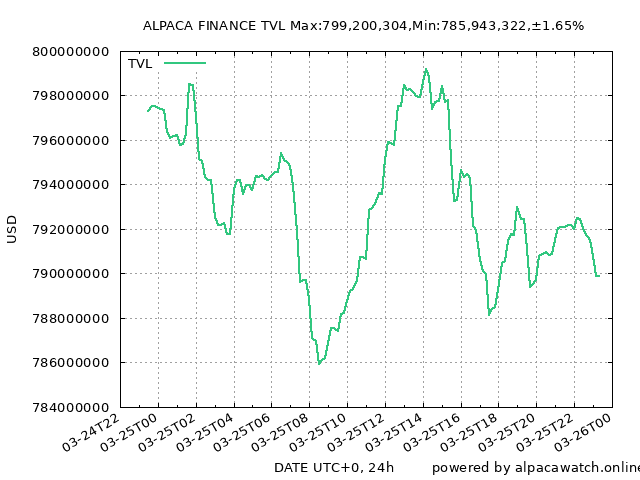 ALPACA FINANCE TVL Max:799,200,304,Min:785,943,322,±1.65%
TVL
800000000
798000000
796000000
794000000
792000000
790000000
788000000
786000000
784000000
USD
03-24T22
03-25T00
03-25T02
03-25T04
03-25T06
03-25T08
03-25T10
03-25T12
03-25T14
03-25T16
03-25T18
03-25T20
03-25T22
03-26T00
DATE UTC+0, 24h
powered by alpacawatch.online